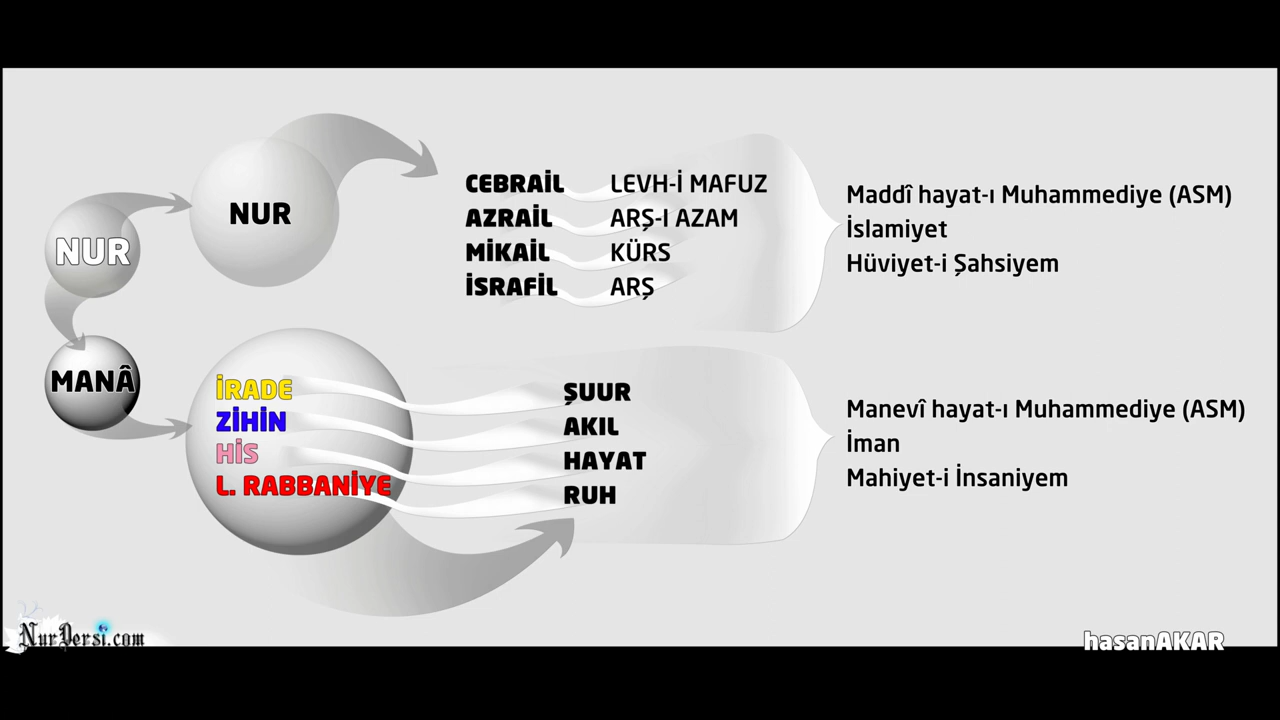 NUR
NUR
CEBRAİL LEVH-İ MAFUZ
AZRAİL ARŞ-I AZAM
MİKAİL KÜRS
İSRAFİL ARŞ
Maddî hayat-ı Muhammediye (ASM)
İslamiyet
Hüviyet-i Şahsiyem
MANÂ
İRADE
ZİHİN
HİS
L. RABBANİYE
ŞUUR
AKIL
HAYAT
RUH
Manevî hayat-ı Muhammediye (ASM)
İman
Mahiyet-i İnsaniyem
NurDersi.com
hasanAKAR